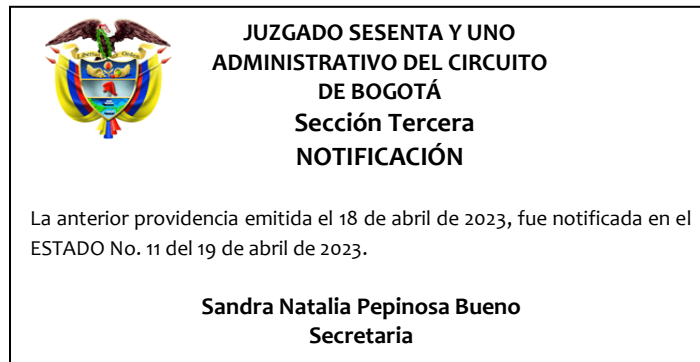 JUZGADO SESENTA Y UNO
ADMINISTRATIVO DEL CIRCUITO
DE BOGOTÁ
Sección Tercera
NOTIFICACIÓN
La anterior providencia emitida el 18 de abril de 2023, fue notificada en el
ESTADO No. 11 del 19 de abril de 2023.
Sandra Natalia Pepinosa Bueno
Secretaria